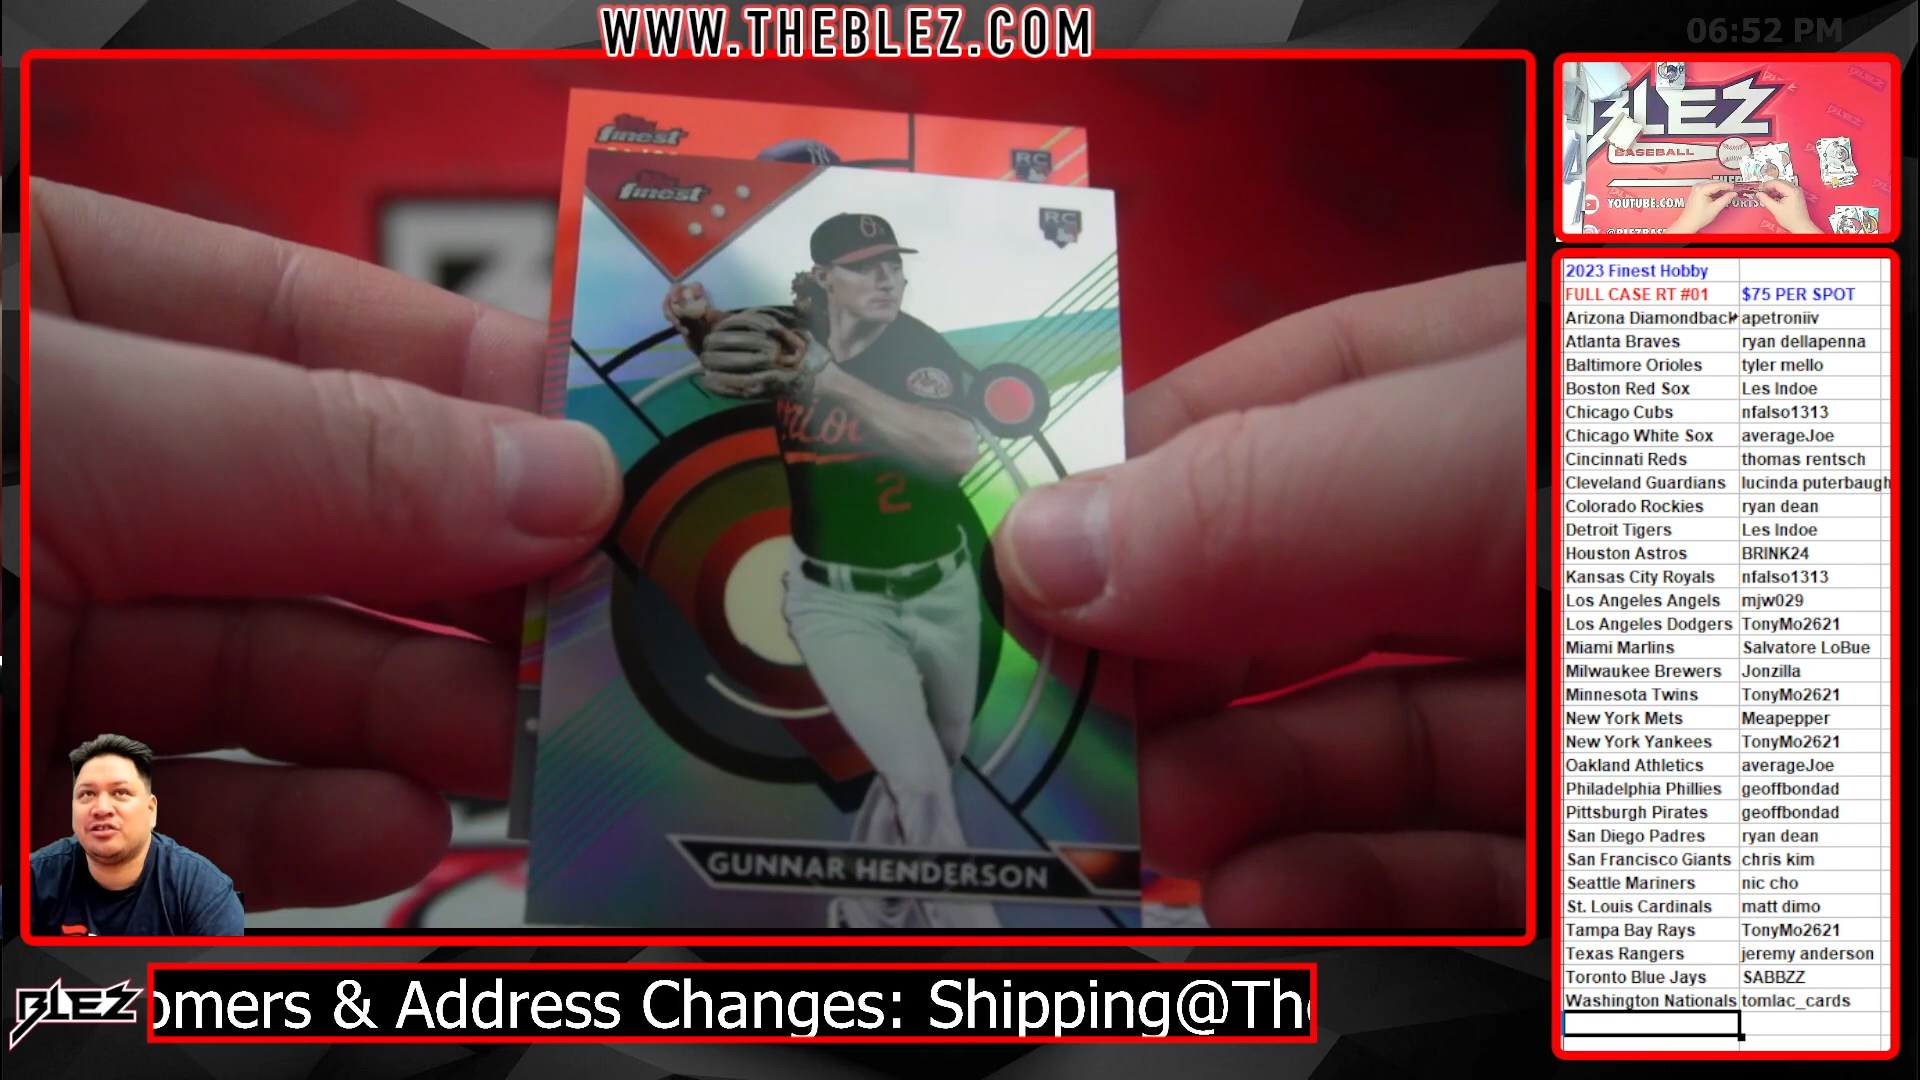 WWW.THEBLEZ.COM
06:52 PM
Topps
finest
RC
Topps
finest
RC
2
GUNNAR HENDERSON
BLEZ
BASEBALL
YOUTUBE.COM
2023 Finest Hobby
FULL CASE RT #01 $75 PER SPOT
Arizona Diamondback apetroniiv
Atlanta Braves ryan dellapenna
Baltimore Orioles tyler mello
Boston Red Sox Les Indoe
Chicago Cubs nfalso1313
Chicago White Sox averageJoe
Cincinnati Reds thomas rentsch
Cleveland Guardians lucinda puterbaugh
Colorado Rockies ryan dean
Detroit Tigers Les Indoe
Houston Astros BRINK24
Kansas City Royals nfalso1313
Los Angeles Angels mjw029
Los Angeles Dodgers TonyMo2621
Miami Marlins Salvatore LoBue
Milwaukee Brewers Jonzilla
Minnesota Twins TonyMo2621
New York Mets Meapepper
New York Yankees TonyMo2621
Oakland Athletics averageJoe
Philadelphia Phillies geoffbondad
Pittsburgh Pirates geoffbondad
San Diego Padres ryan dean
San Francisco Giants chris kim
Seattle Mariners nic cho
St. Louis Cardinals matt dimo
Tampa Bay Rays TonyMo2621
Texas Rangers jeremy anderson
Toronto Blue Jays SABBZZ
Washington Nationals tomlac_cards
BLEZ
omers & Address Changes: Shipping@The